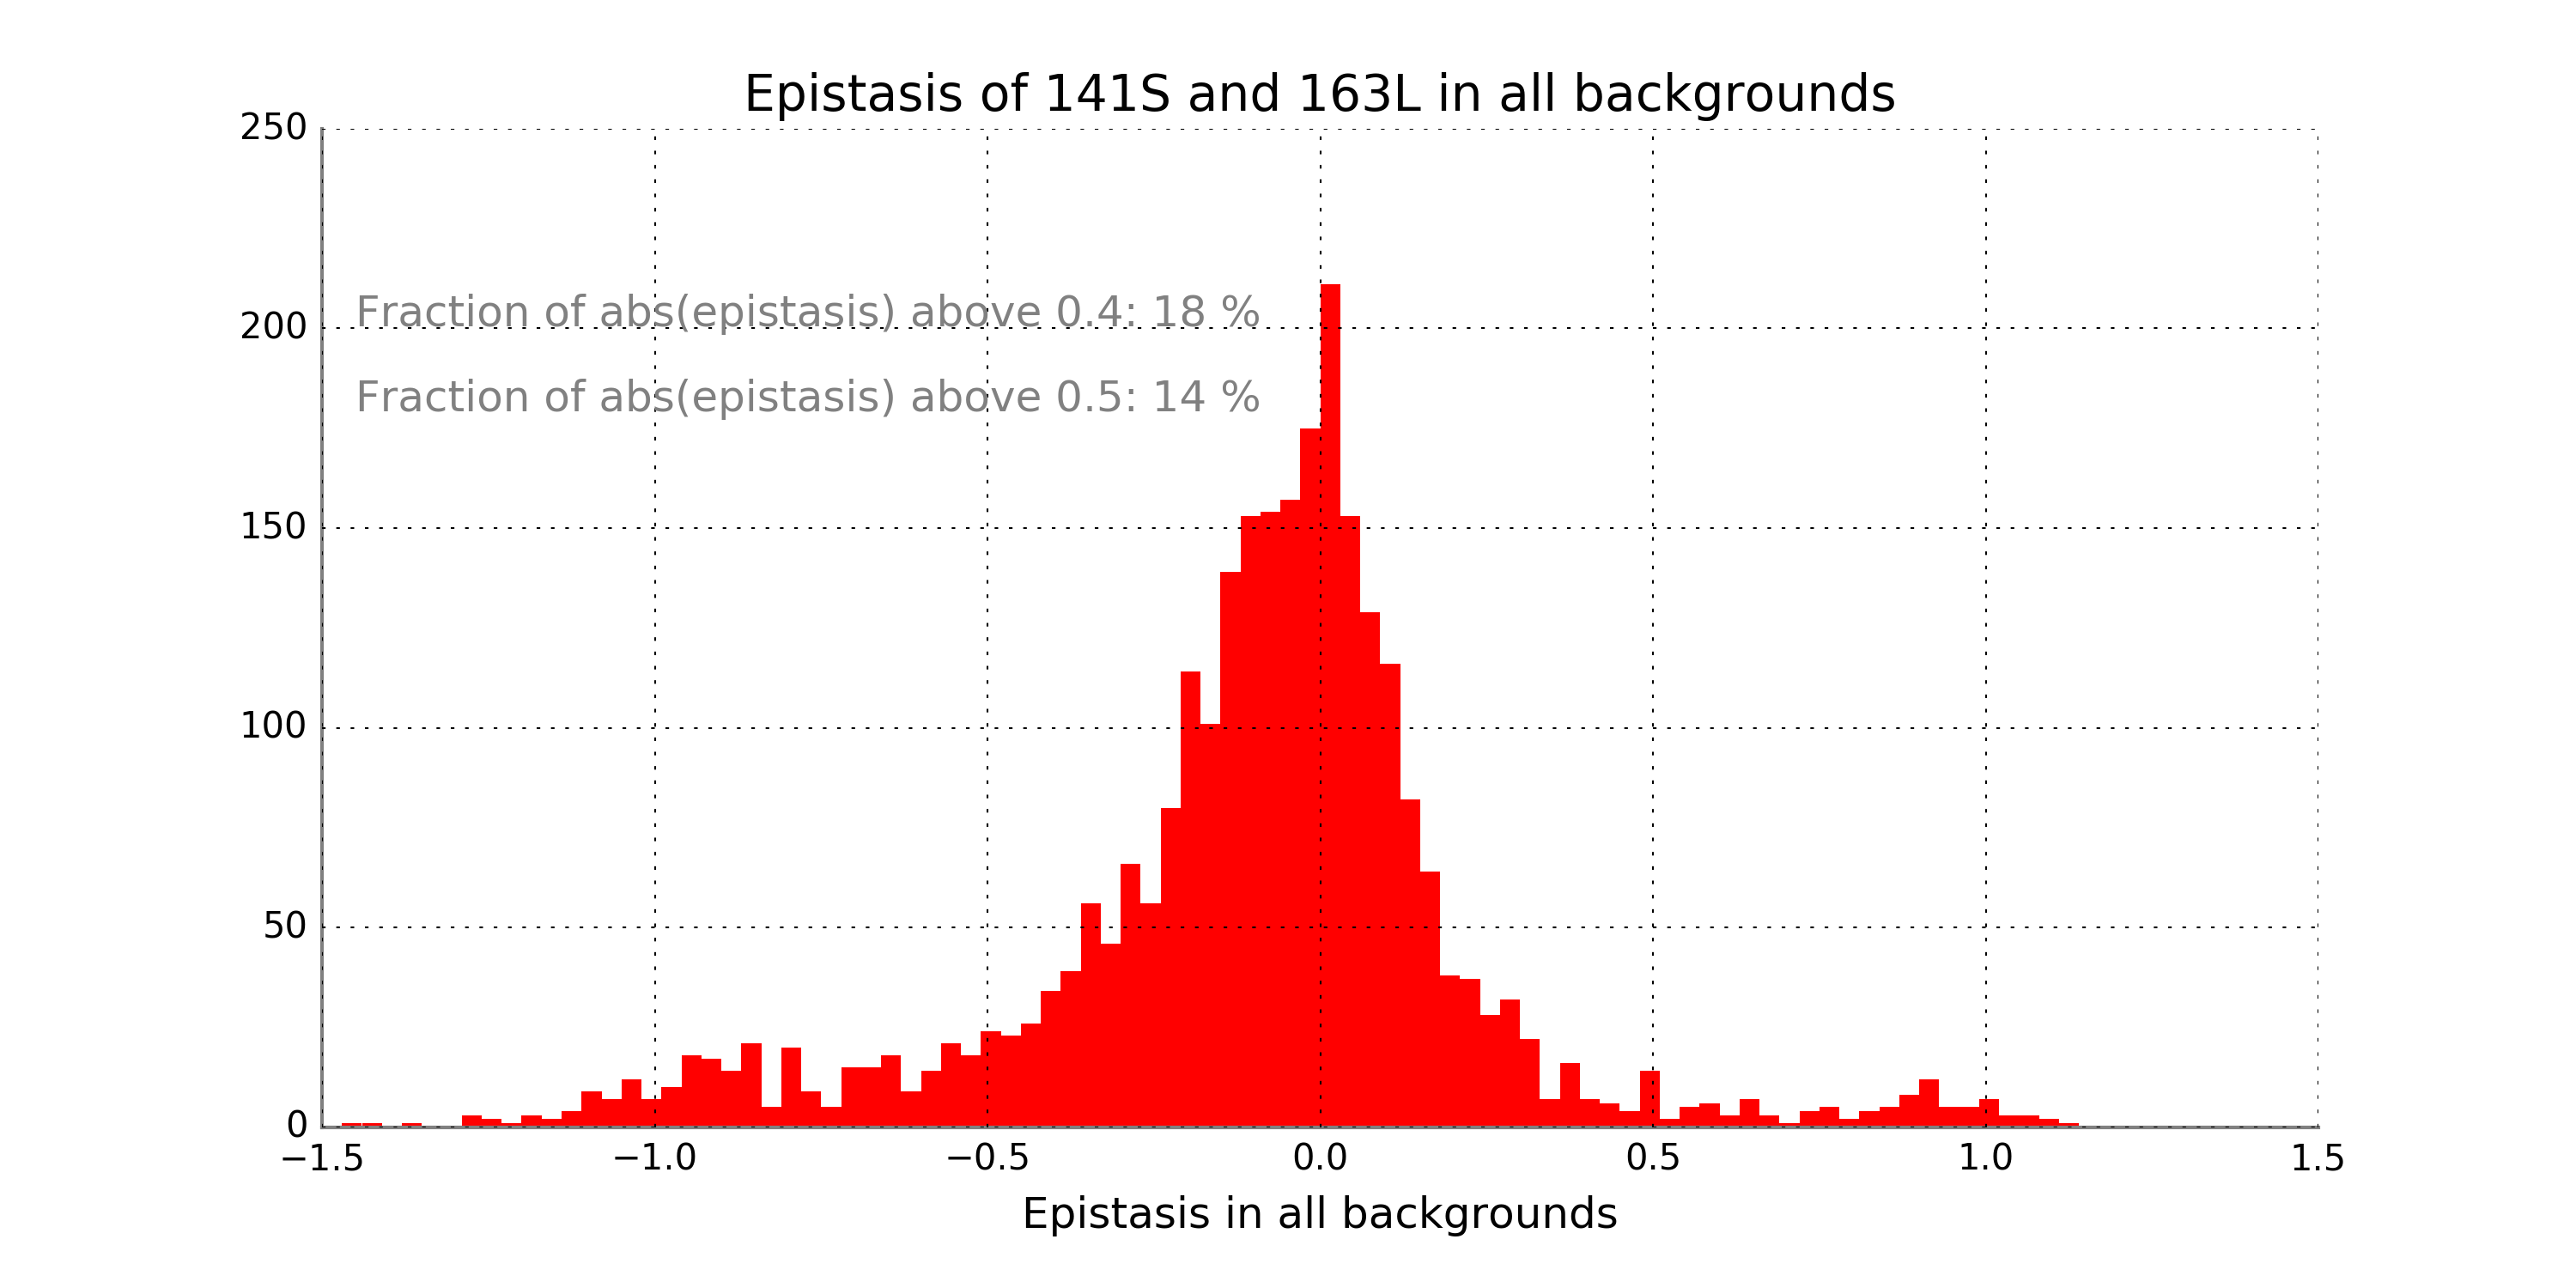 Epistasis of 141S and 163L in all backgrounds
250
200
150
100
50
0
Fraction of abs(epistasis) above 0.4: 18 %
Fraction of abs(epistasis) above 0.5: 14 %
−1.5 −1.0 −0.5 0.0 0.5 1.0 1.5
Epistasis in all backgrounds